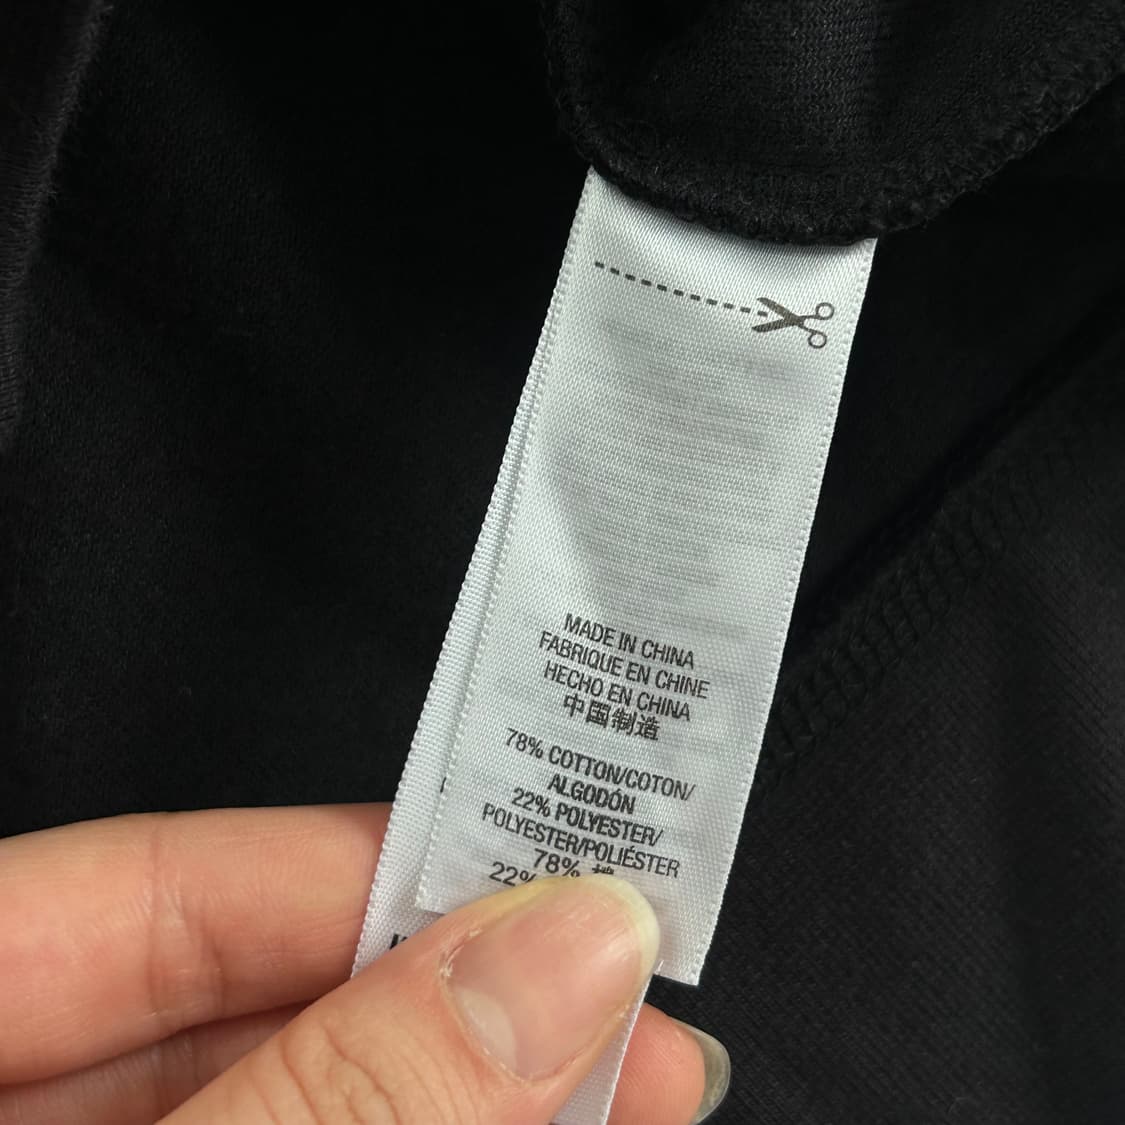 MADE IN CHINA
FABRIQUE EN CHINE
HECHO EN CHINA
中国制造
78% COTTON/COTON/
ALGODÓN
22% POLYESTER/
POLYESTER/POLIÉSTER
78%
22%